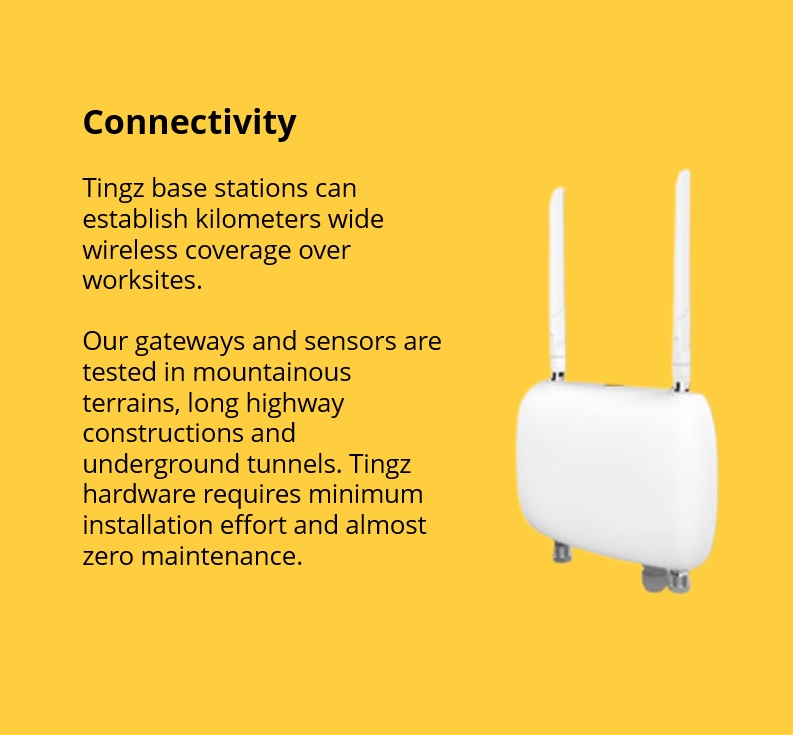 Connectivity
Tingz base stations can
establish kilometers wide
wireless coverage over
worksites.
Our gateways and sensors are
tested in mountainous
terrains, long highway
constructions and
underground tunnels. Tingz
hardware requires minimum
installation effort and almost
zero maintenance.